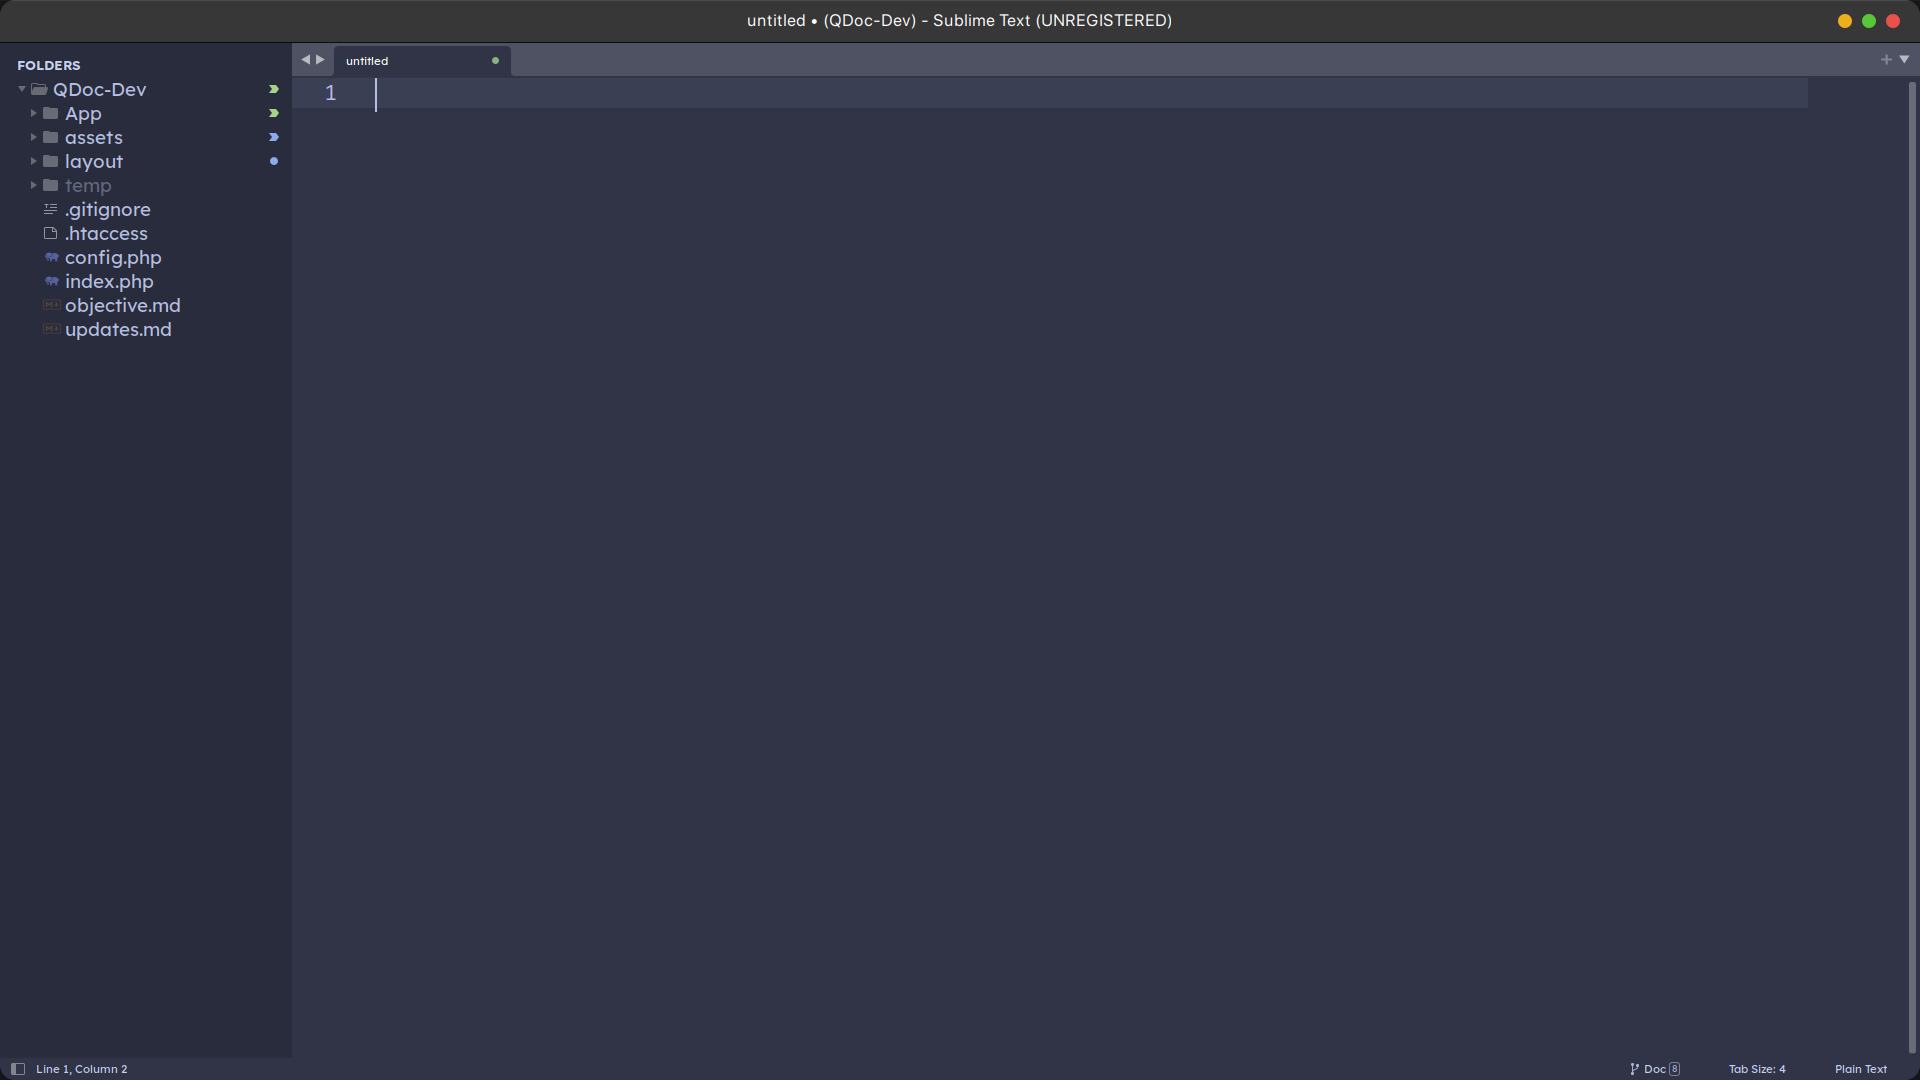 untitled • (QDoc-Dev) - Sublime Text (UNREGISTERED)
FOLDERS
QDoc-Dev
App
assets
layout
temp
.gitignore
.htaccess
config.php
index.php
objective.md
updates.md
untitled
1
Line 1, Column 2
Doc 8
Tab Size: 4
Plain Text